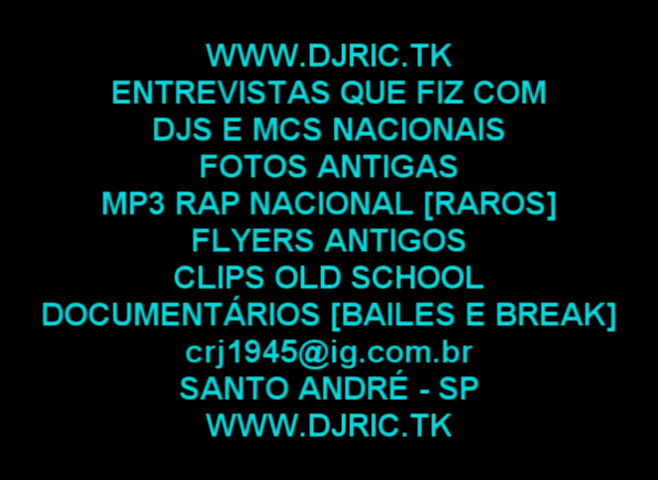 WWW.DJRIC.TK
ENTREVISTAS QUE FIZ COM
DJS E MCS NACIONAIS
FOTOS ANTIGAS
MP3 RAP NACIONAL [RAROS]
FLYERS ANTIGOS
CLIPS OLD SCHOOL
DOCUMENTÁRIOS [BAILES E BREAK]
crj1945@ig.com.br
SANTO ANDRÉ - SP
WWW.DJRIC.TK